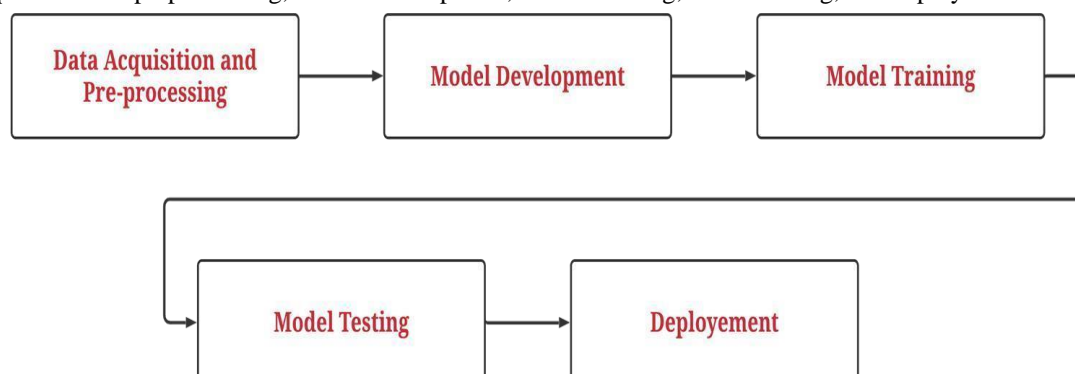 Data Acquisition and
Pre-processing
Model Development
Model Training
Model Testing
Deployement